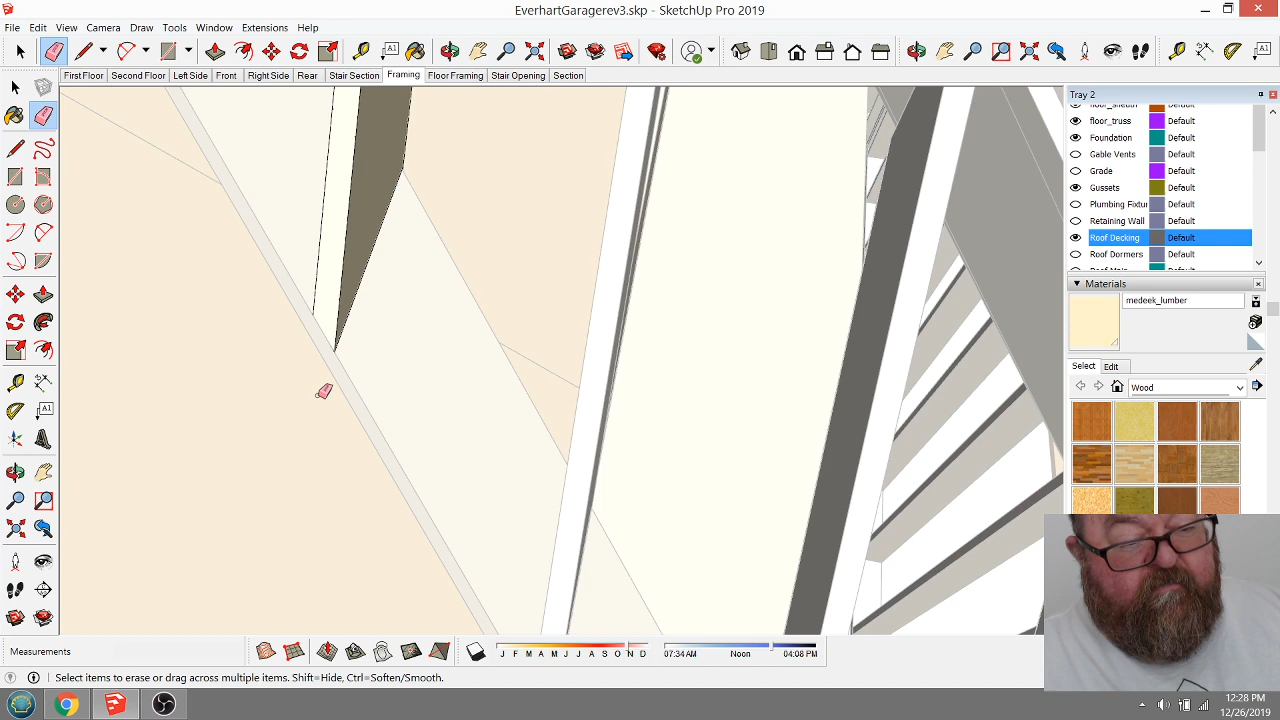 EverhartGaragerev3.skp - SketchUp Pro 2019
File Edit View Camera Draw Tools Window Extensions Help
First Floor Second Floor Left Side Front Right Side Rear Stair Section Framing Floor Framing Stair Opening Section
Tray 2
floor_sheath Default
floor_truss Default
Foundation Default
Gable Vents Default
Grade Default
Gussets Default
Plumbing Fixtur Default
Retaining Wall Default
Roof Decking Default
Roof Dormers Default
Materials
medeek_lumber
Select Edit
Wood
Measurements
J F M A M J J A S O N D
07:34 AM Noon 04:08 PM
Select items to erase or drag across multiple items. Shift=Hide, Ctrl=Soften/Smooth.
12:28 PM
12/26/2019